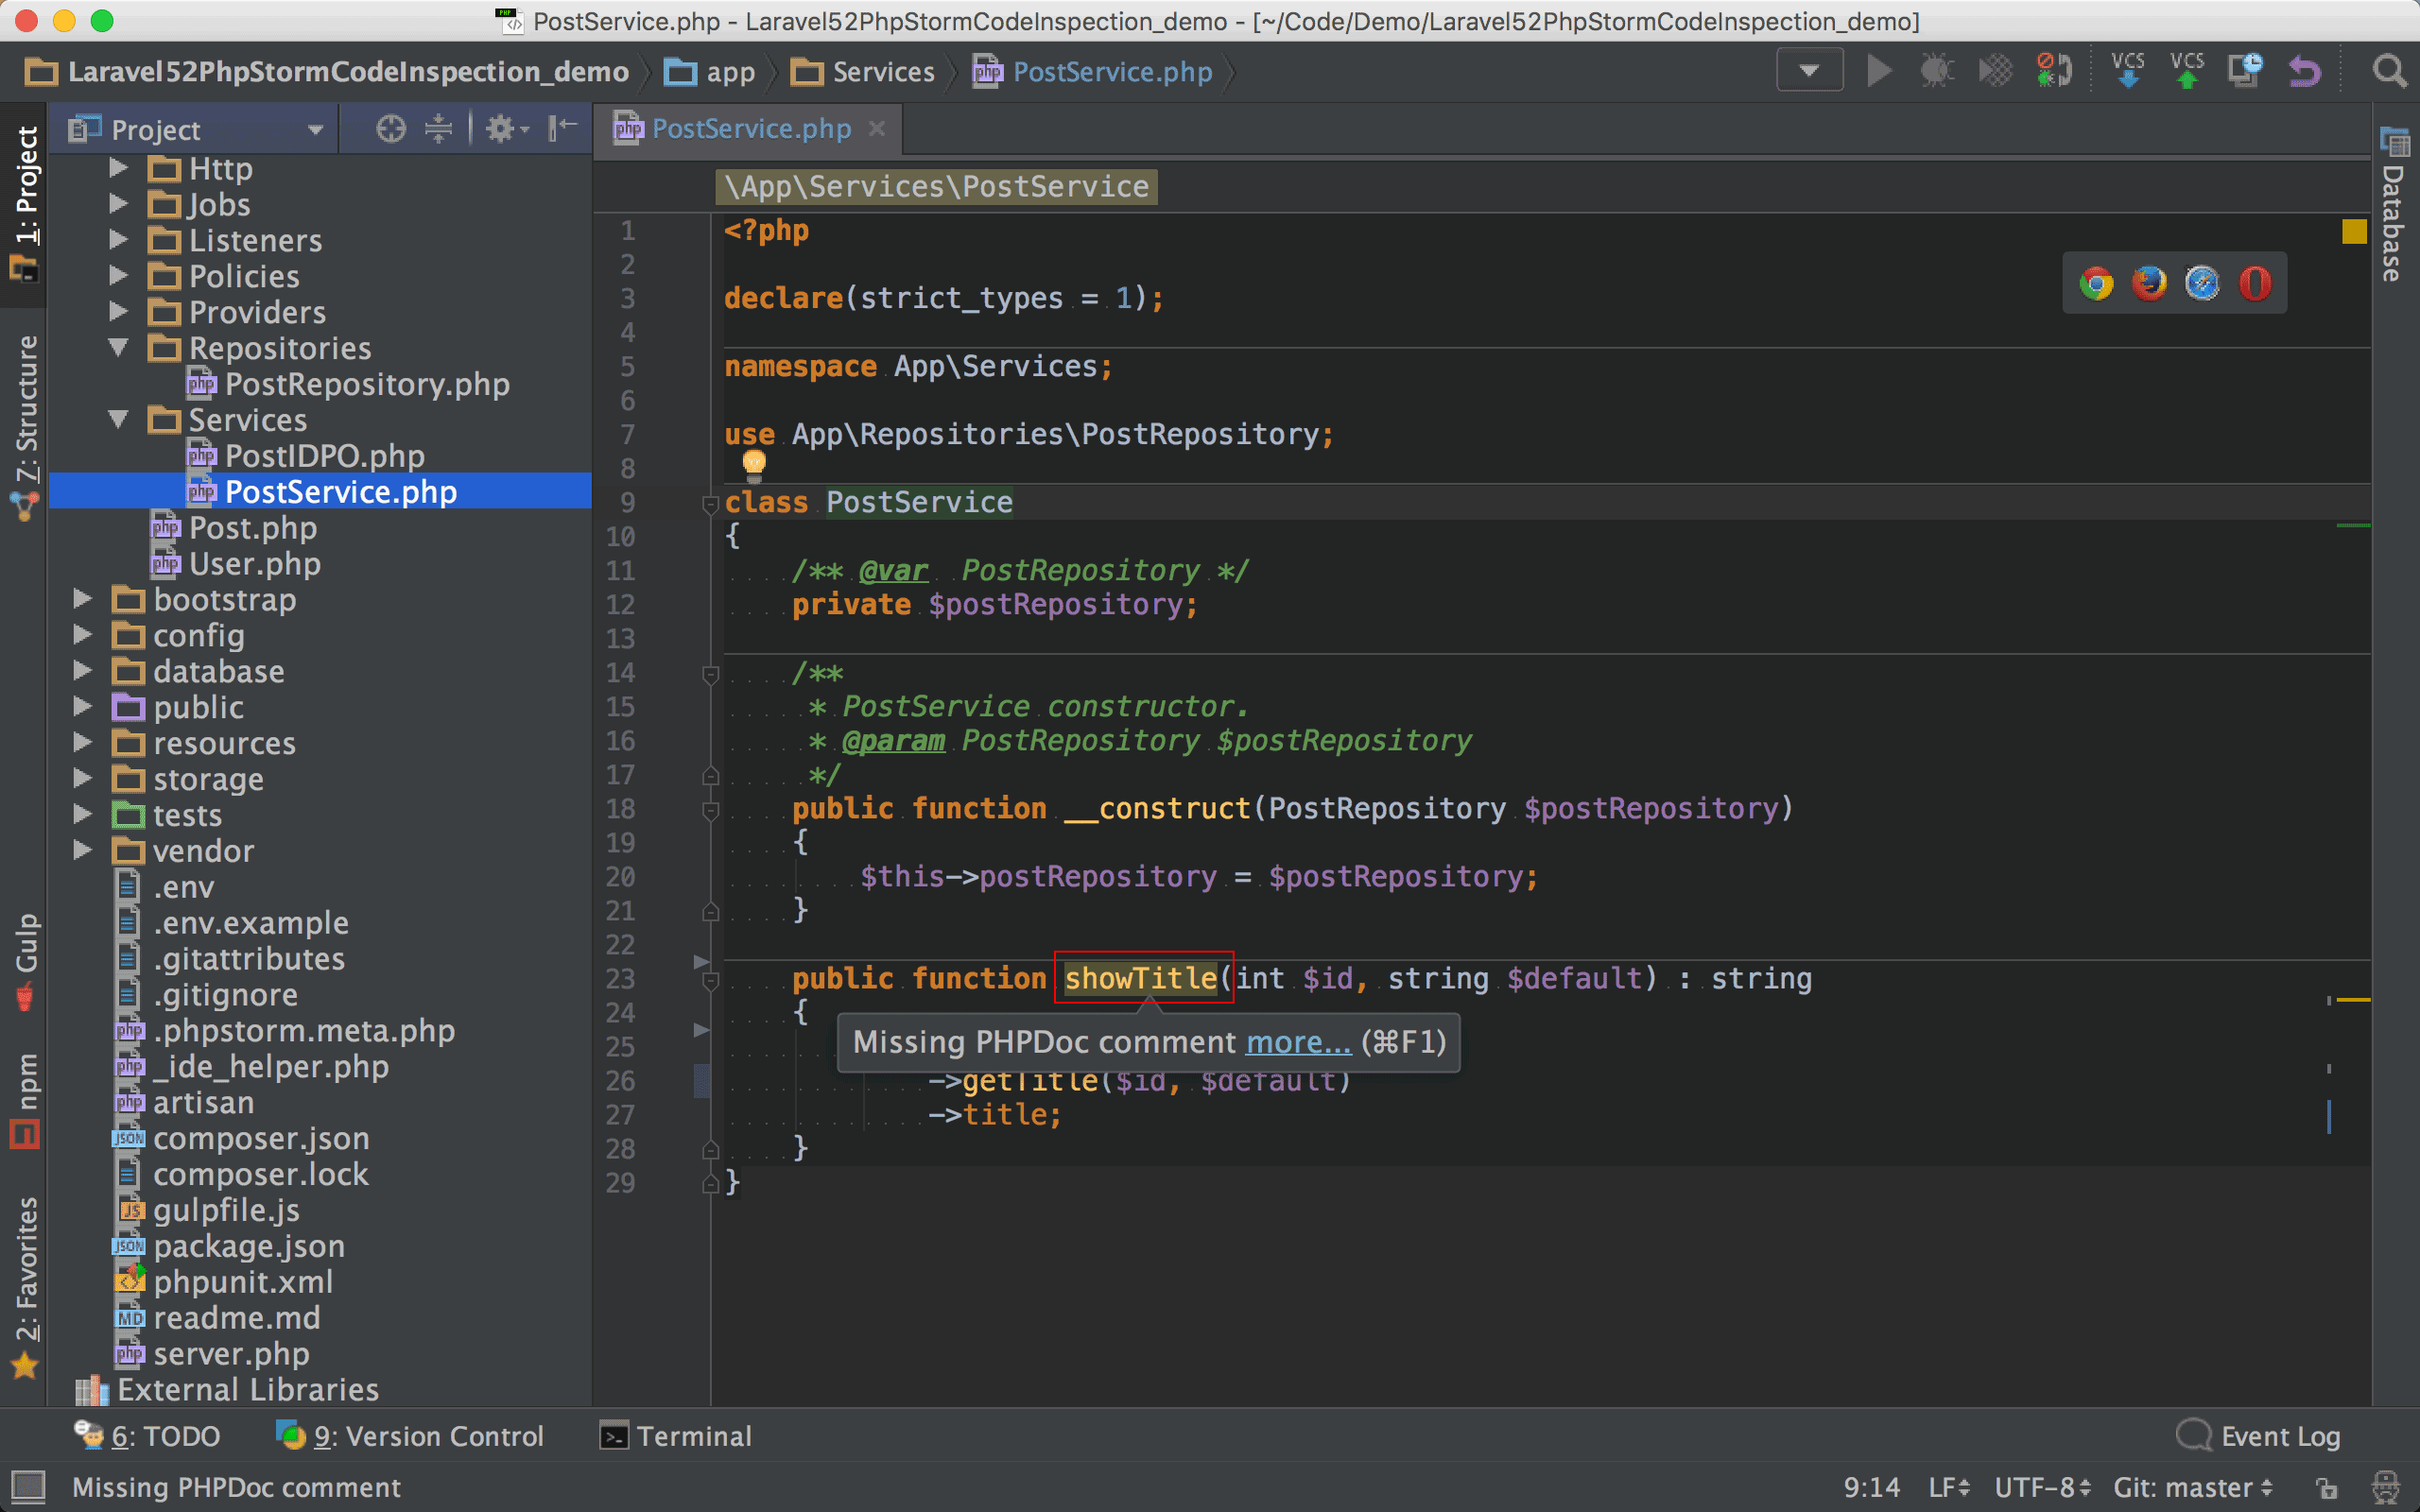 PostService.php - Laravel52PhpStormCodeInspection_demo - [~/Code/Demo/Laravel52PhpStormCodeInspection_demo]
Laravel52PhpStormCodeInspection_demo app Services PostService.php VCS VCS
1: Project
7: Structure
Gulp
npm
2: Favorites
Project
Http
Jobs
Listeners
Policies
Providers
Repositories
PostRepository.php
Services
PostIDPO.php
PostService.php
Post.php
User.php
bootstrap
config
database
public
resources
storage
tests
vendor
.env
.env.example
.gitattributes
.gitignore
.phpstorm.meta.php
_ide_helper.php
artisan
composer.json
composer.lock
gulpfile.js
package.json
phpunit.xml
readme.md
server.php
External Libraries
PostService.php
\App\Services\PostService
1 <?php
2
3 declare(strict_types = 1);
4
5 namespace App\Services;
6
7 use App\Repositories\PostRepository;
8
9 class PostService
10 {
11 /** @var  PostRepository */
12 private $postRepository;
13
14 /**
15 * PostService constructor.
16 * @param PostRepository $postRepository
17 */
18 public function __construct(PostRepository $postRepository)
19 {
20 $this->postRepository = $postRepository;
21 }
22
23 public function showTitle(int $id, string $default) : string
24 {
25
Missing PHPDoc comment more... (⌘F1)
26 ->getTitle($id, $default)
27 ->title;
28 }
29 }
Database
6: TODO 9: Version Control Terminal Event Log
Missing PHPDoc comment 9:14 LF UTF-8 Git: master